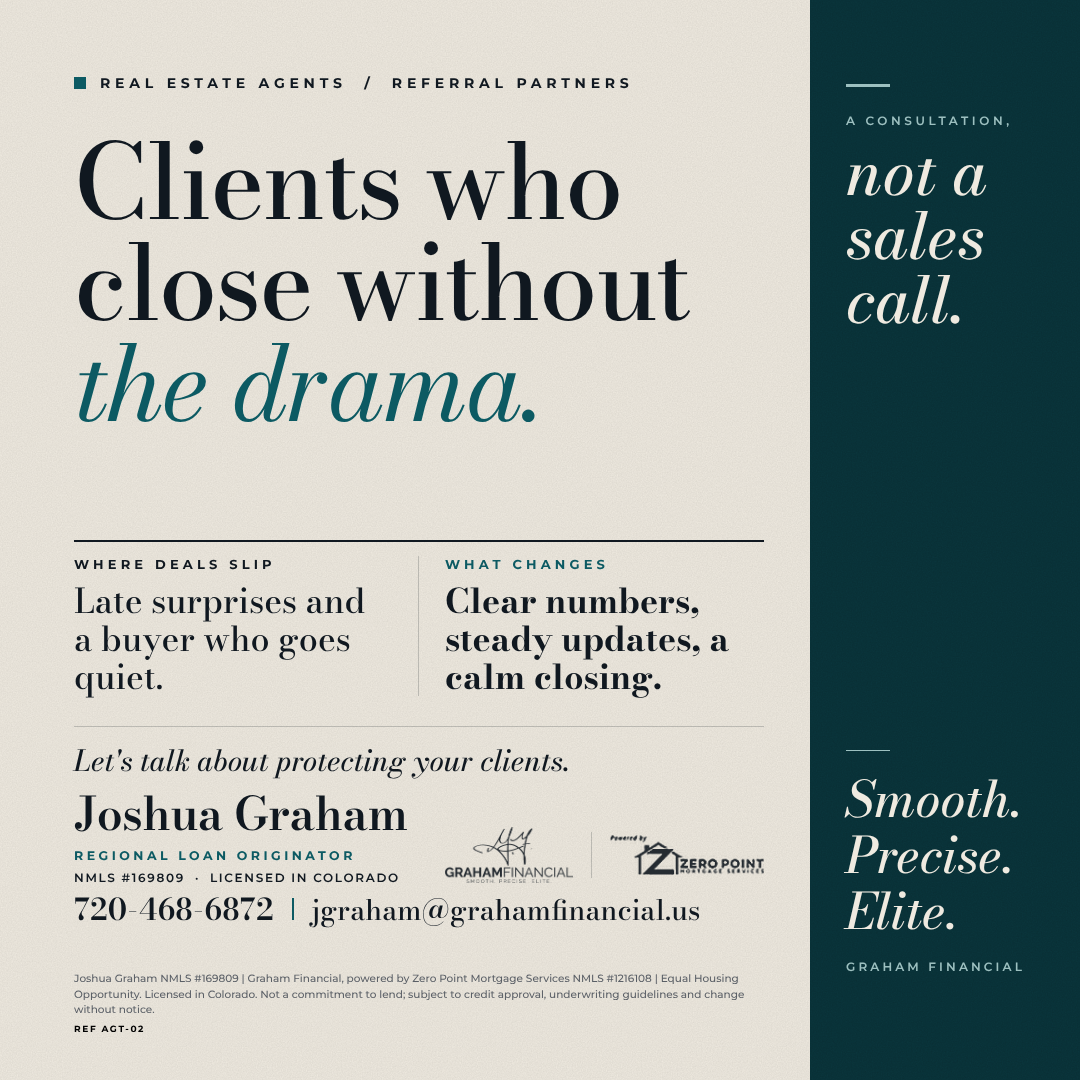 REAL ESTATE AGENTS / REFERRAL PARTNERS
Clients who
close without
the drama.
WHERE DEALS SLIP
Late surprises and
a buyer who goes
quiet.
WHAT CHANGES
Clear numbers,
steady updates, a
calm closing.
Let's talk about protecting your clients.
Joshua Graham
REGIONAL LOAN ORIGINATOR
NMLS #169809 · LICENSED IN COLORADO
GRAHAMFINANCIAL
SMOOTH. PRECISE. ELITE.
Powered by
ZERO POINT
MORTGAGE SERVICES
720-468-6872 | jgraham@grahamfinancial.us
Joshua Graham NMLS #169809 | Graham Financial, powered by Zero Point Mortgage Services NMLS #1216108 | Equal Housing
Opportunity. Licensed in Colorado. Not a commitment to lend; subject to credit approval, underwriting guidelines and change
without notice.
REF AGT-02
A CONSULTATION,
not a
sales
call.
Smooth.
Precise.
Elite.
GRAHAM FINANCIAL